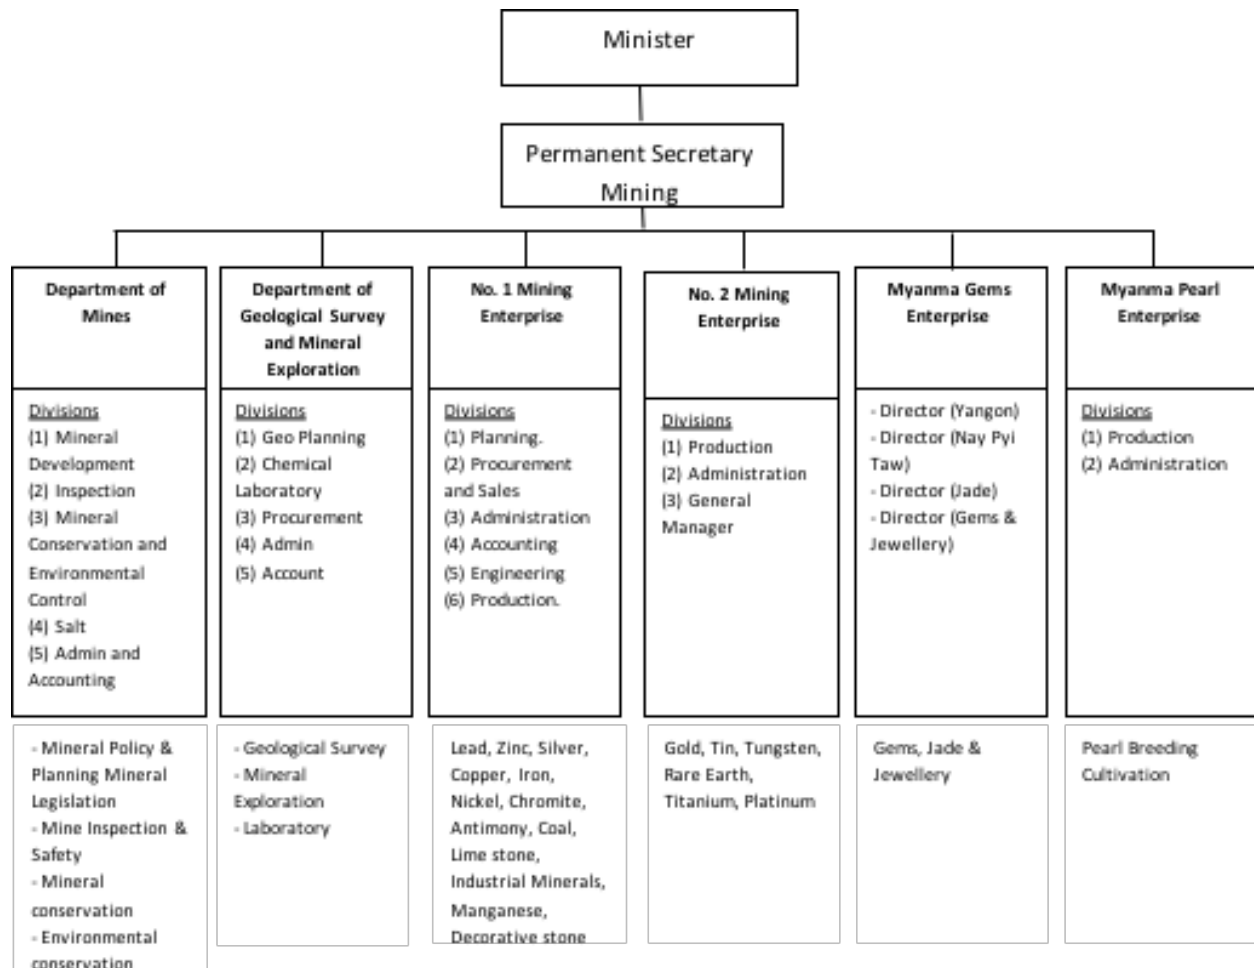 Minister
Permanent Secretary
Mining
Department of
Mines
Divisions
(1) Mineral
Development
(2) Inspection
(3) Mineral
Conservation and
Environmental
Control
(4) Salt
(5) Admin and
Accounting
- Mineral Policy &
Planning Mineral
Legislation
- Mine Inspection &
Safety
- Mineral
conservation
- Environmental
conservation
Department of
Geological Survey
and Mineral
Exploration
Divisions
(1) Geo Planning
(2) Chemical
Laboratory
(3) Procurement
(4) Admin
(5) Account
- Geological Survey
- Mineral
Exploration
- Laboratory
No. 1 Mining
Enterprise
Divisions
(1) Planning.
(2) Procurement
and Sales
(3) Administration
(4) Accounting
(5) Engineering
(6) Production.
Lead, Zinc, Silver,
Copper, Iron,
Nickel, Chromite,
Antimony, Coal,
Lime stone,
Industrial Minerals,
Manganese,
Decorative stone
No. 2 Mining
Enterprise
Divisions
(1) Production
(2) Administration
(3) General
Manager
Gold, Tin, Tungsten,
Rare Earth,
Titanium, Platinum
Myanma Gems
Enterprise
- Director (Yangon)
- Director (Nay Pyi
Taw)
- Director (Jade)
- Director (Gems &
Jewellery)
Gems, Jade &
Jewellery
Myanma Pearl
Enterprise
Divisions
(1) Production
(2) Administration
Pearl Breeding
Cultivation